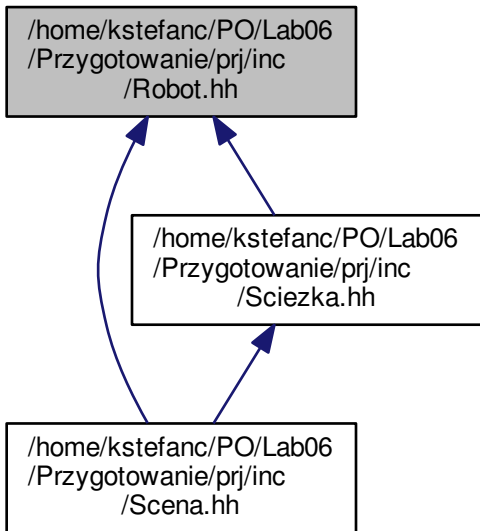 /home/kstefanc/PO/Lab06
/Przygotowanie/prj/inc
/Robot.hh
/home/kstefanc/PO/Lab06
/Przygotowanie/prj/inc
/Sciezka.hh
/home/kstefanc/PO/Lab06
/Przygotowanie/prj/inc
/Scena.hh